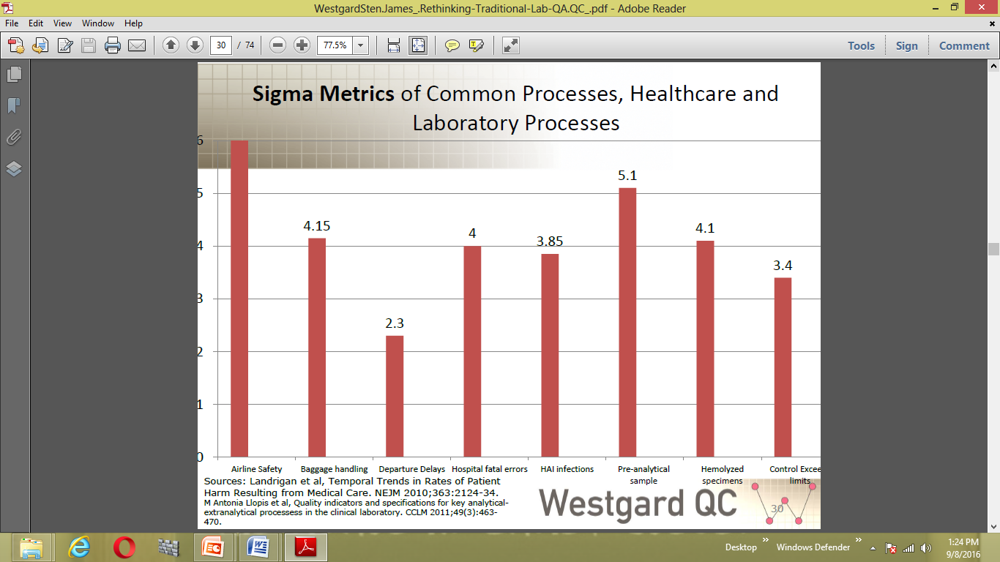 WestgardSten.James_.Rethinking-Traditional-Lab-QA.QC_.pdf - Adobe Reader
File Edit View Window Help
30 / 74 77.5% Tools Sign Comment
Sigma Metrics of Common Processes, Healthcare and
Laboratory Processes
6
5
4
3
2
1
0
4.15
2.3
4
3.85
5.1
4.1
3.4
Airline Safety
Baggage handling
Departure Delays
Hospital fatal errors
HAI infections
Pre-analytical
sample
Hemolyzed
specimens
Control Excee
limits
Sources: Landrigan et al, Temporal Trends in Rates of Patient
Harm Resulting from Medical Care. NEJM 2010;363:2124-34.
M Antonia Llopis et al, Quality indicators and specifications for key analytical-
extranalytical processess in the clinical laboratory. CCLM 2011;49(3):463-
470.
Westgard QC
30
Desktop » Windows Defender »
1:24 PM
9/8/2016